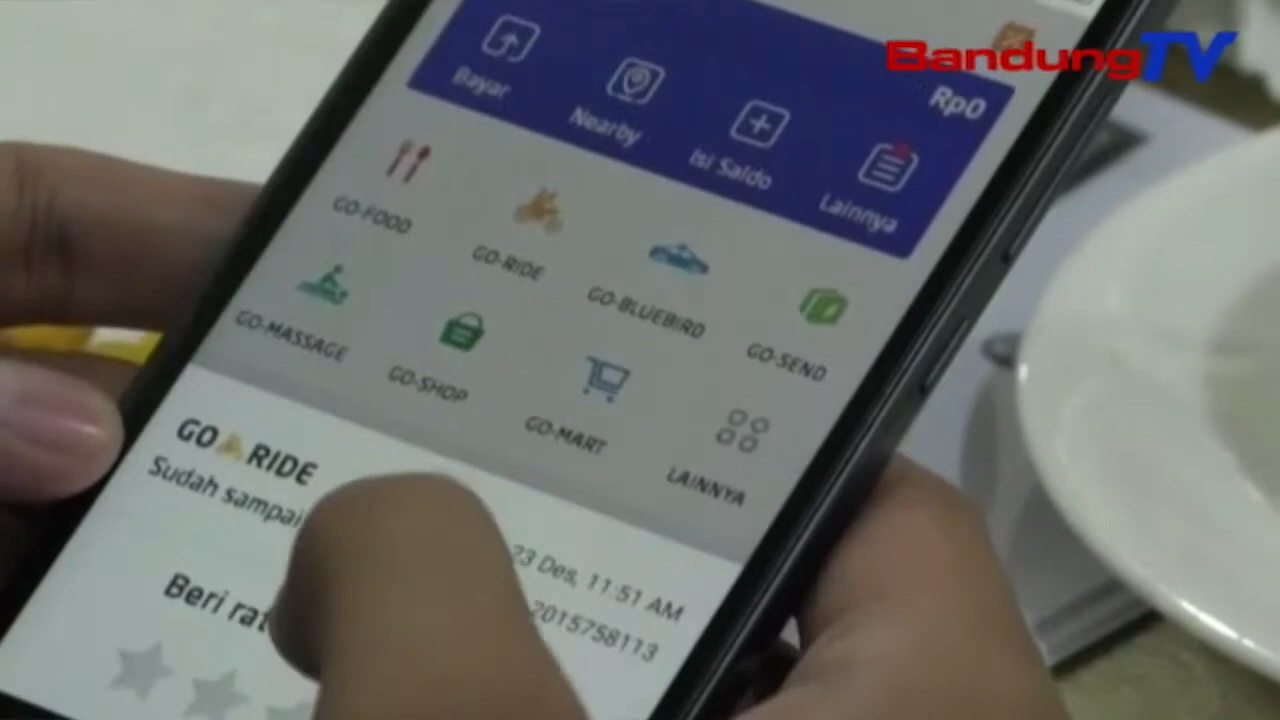 BandungTV
Rp0
Bayar
Nearby
Isi Saldo
Lainnya
GO-FOOD
GO-RIDE
GO-BLUEBIRD
GO-SEND
GO-MASSAGE
GO-SHOP
GO-MART
LAINNYA
GO RIDE
Sudah sampai
23 Des, 11:51 AM
2015758113
Beri